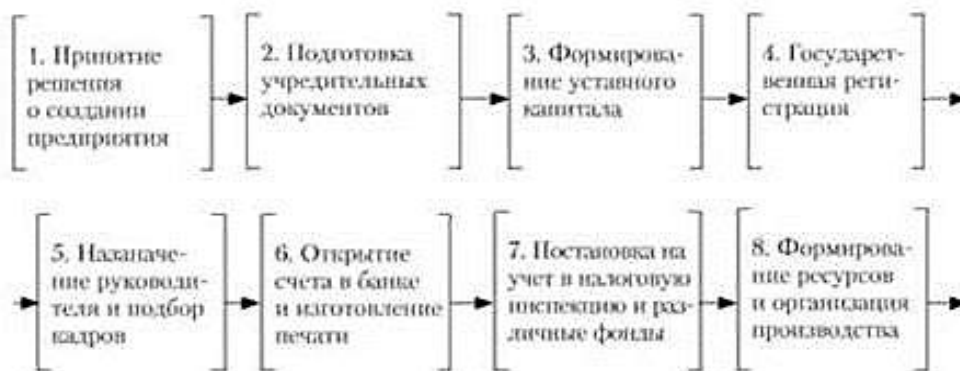 1. Принятие
решения
о создании
предприятия
2. Подготовка
учредительных
документов
3. Формирова-
ние уставного
капитала
4. Государст-
венная реги-
страция
5. Назаначе-
ние руководи-
теля и подбор
кадров
6. Открытие
счета в банке
и изготовление
печати
7. Постановка на
учет в налоговую
инспекцию и раз-
личные фонды
8. Формирова-
ние ресурсов
и организация
производства